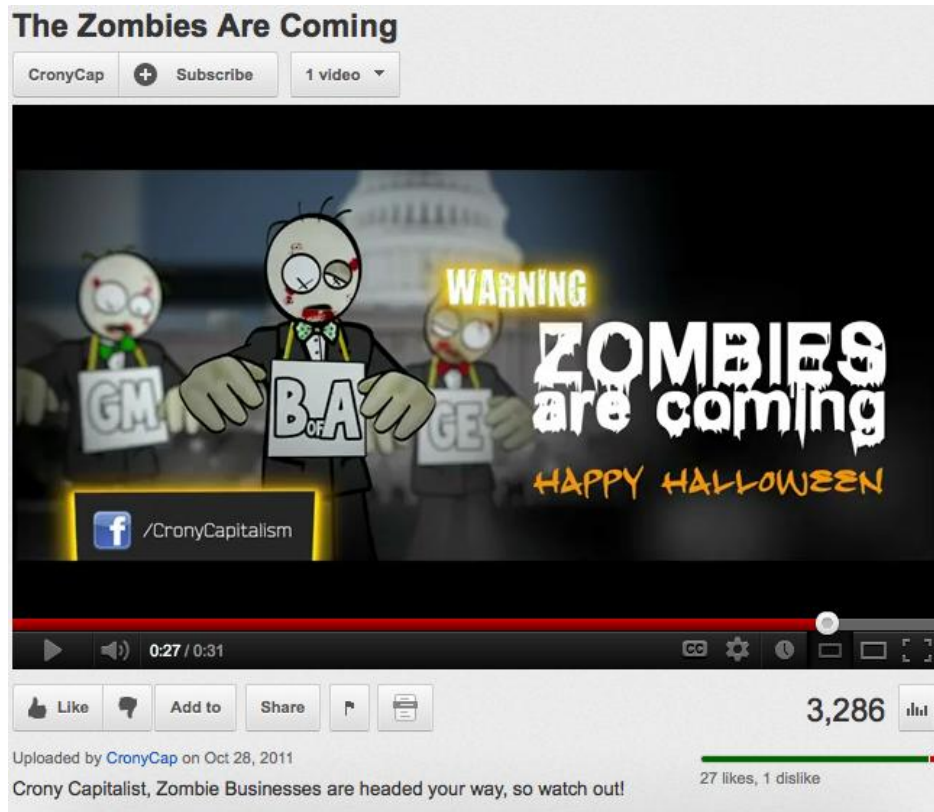 The Zombies Are Coming
CronyCap Subscribe 1 video
WARNING
ZOMBIES
are coming
HAPPY HALLOWEEN
GM
B OF A
GE
f /CronyCapitalism
0:27 / 0:31
CC
Like Add to Share 3,286
Uploaded by CronyCap on Oct 28, 2011
27 likes, 1 dislike
Crony Capitalist, Zombie Businesses are headed your way, so watch out!